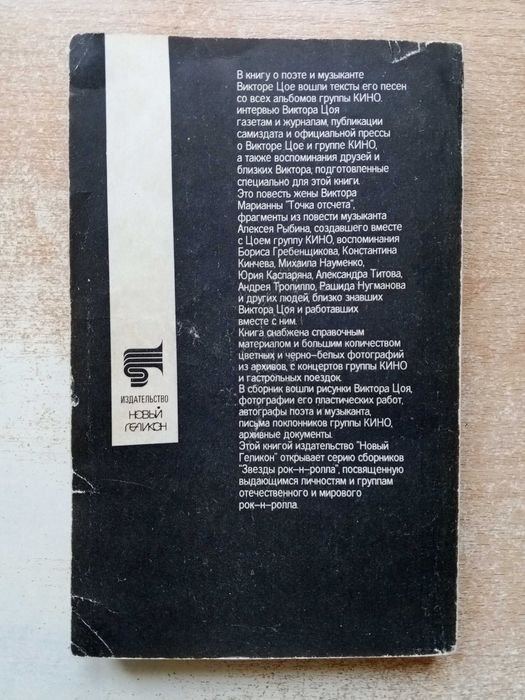 В книгу о поэте и музыканте
Викторе Цое вошли тексты его песен
со всех альбомов группы КИНО.
интервью Виктора Цоя
газетам и журналам, публикации
самиздата и официальной прессы
о Викторе Цое и группе КИНО,
а также воспоминания друзей и
близких Виктора, подготовленные
специально для этой книги.
Это повесть жены Виктора
Марианны "Точка отсчета",
фрагменты из повести музыканта
Алексея Рыбина, создавшего вместе
с Цоем группу КИНО, воспоминания
Бориса Гребенщикова, Константина
Кинчева, Михаила Науменко,
Юрия Каспаряна, Александра Титова,
Андрея Тропилло, Рашида Нугманова
и других людей, близко знавших
Виктора Цоя и работавших
вместе с ним.
Книга снабжена справочным
материалом и большим количеством
цветных и черно-белых фотографий
из архивов, с концертов группы КИНО
и гастрольных поездок.
В сборник вошли рисунки Виктора Цоя,
фотографии его пластических работ,
автографы поэта и музыканта,
письма поклонников группы КИНО,
архивные документы.
Этой книгой издательство "Новый
Геликон" открывает серию сборников
"Звезды рок-н-ролла", посвященную
выдающимся личностям и группам
отечественного и мирового
рок-н-ролла.
ИЗДАТЕЛЬСТВО
НОВЫЙ
ГЕЛИКОН